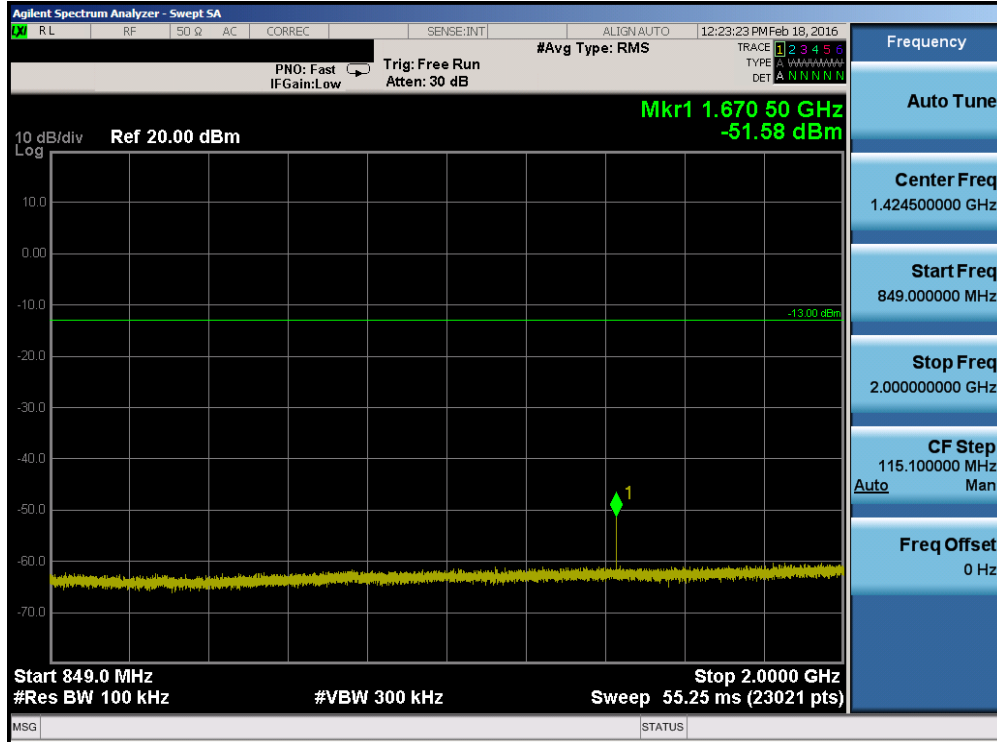 Agilent Spectrum Analyzer - Swept SA
LXI RL RF 50 Ω AC CORREC SENSE:INT ALIGN AUTO 12:23:23 PM Feb 18, 2016
#Avg Type: RMS TRACE 1 2 3 4 5 6
PNO: Fast Trig: Free Run TYPE A WWWWW
IFGain:Low Atten: 30 dB DET A N N N N N
Mkr1 1.670 50 GHz
-51.58 dBm
10 dB/div Ref 20.00 dBm
Log
10.0
0.00
-10.0
-13.00 dBm
-20.0
-30.0
-40.0
1
-50.0
-60.0
-70.0
Start 849.0 MHz Stop 2.0000 GHz
#Res BW 100 kHz #VBW 300 kHz Sweep 55.25 ms (23021 pts)
MSG STATUS
Frequency
Auto Tune
Center Freq
1.424500000 GHz
Start Freq
849.000000 MHz
Stop Freq
2.000000000 GHz
CF Step
115.100000 MHz
Auto Man
Freq Offset
0 Hz